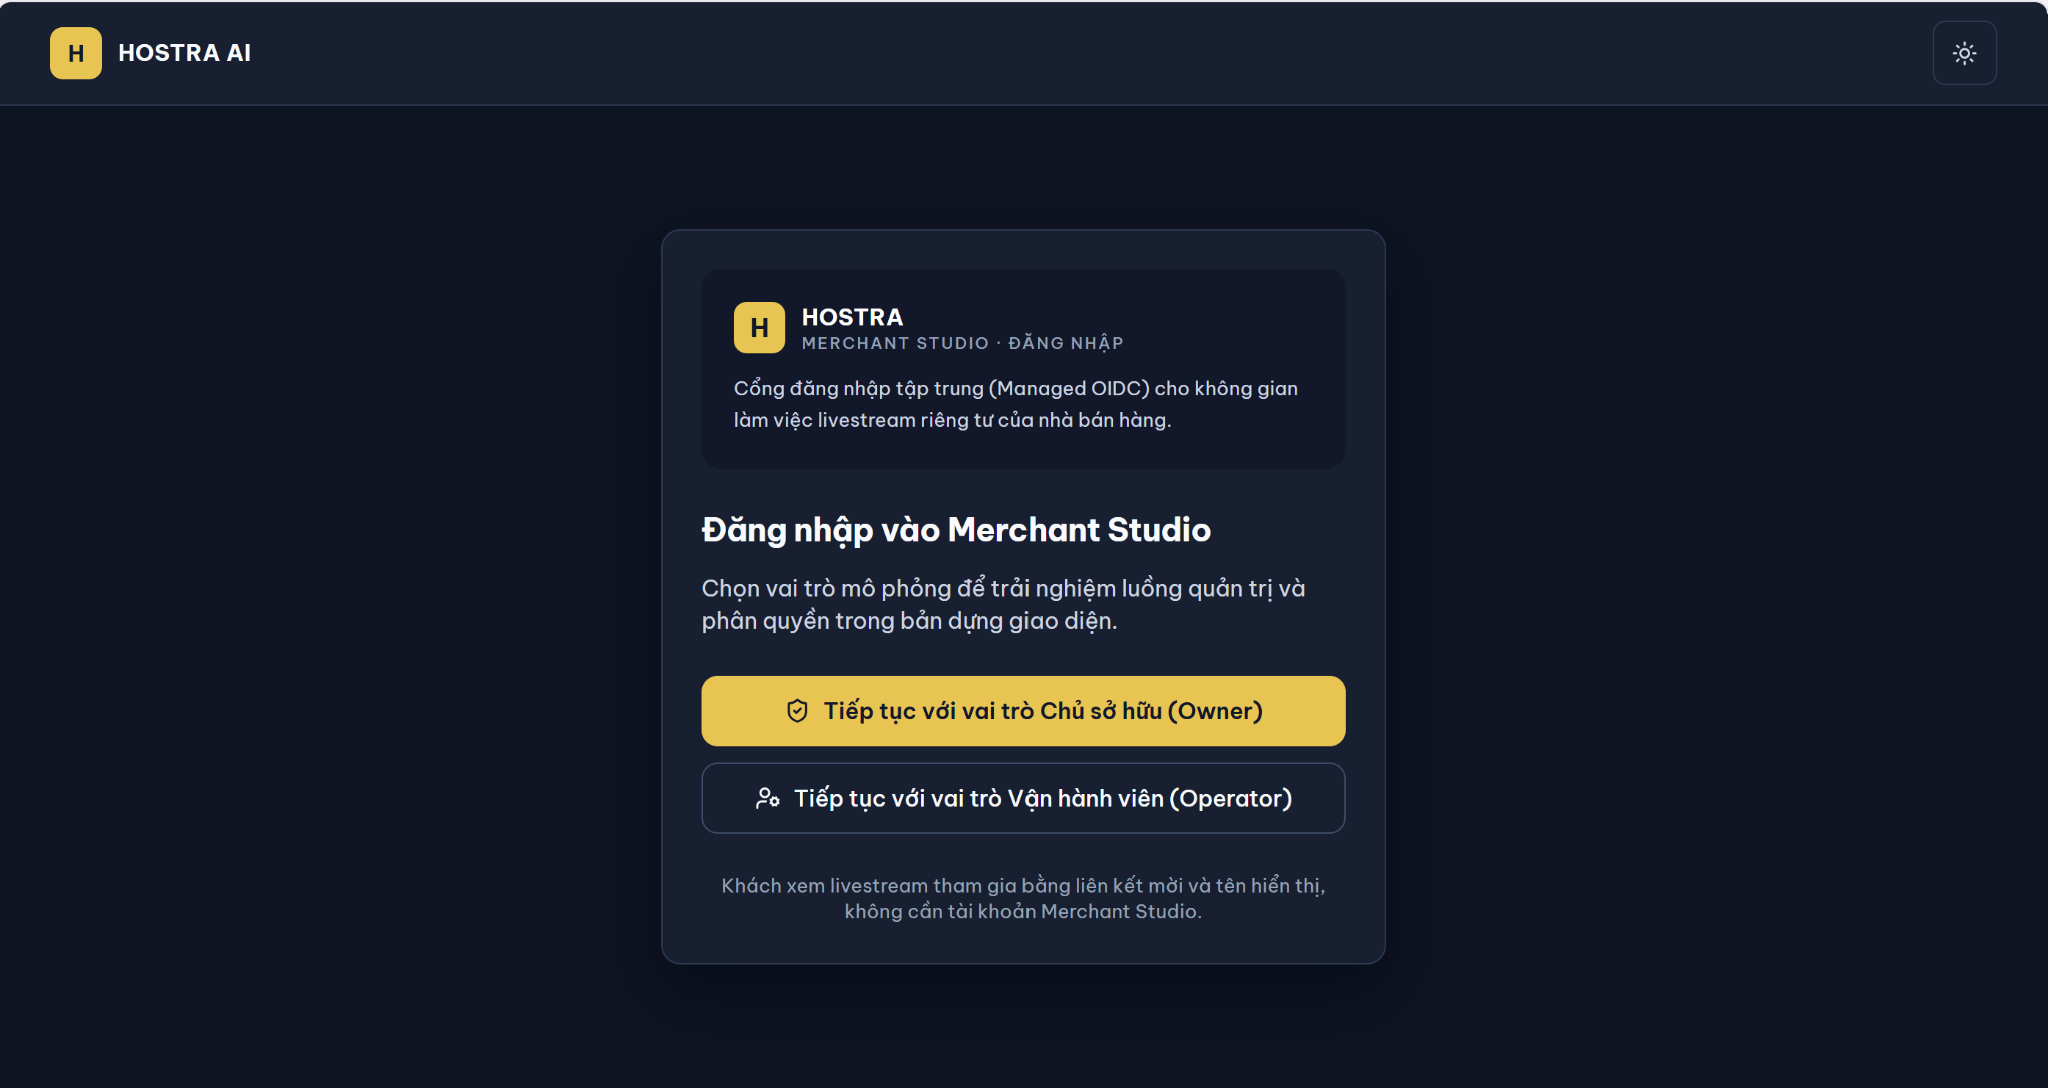 H HOSTRA AI
H HOSTRA
MERCHANT STUDIO · ĐĂNG NHẬP
Cổng đăng nhập tập trung (Managed OIDC) cho không gian
làm việc livestream riêng tư của nhà bán hàng.
Đăng nhập vào Merchant Studio
Chọn vai trò mô phỏng để trải nghiệm luồng quản trị và
phân quyền trong bản dựng giao diện.
Tiếp tục với vai trò Chủ sở hữu (Owner)
Tiếp tục với vai trò Vận hành viên (Operator)
Khách xem livestream tham gia bằng liên kết mời và tên hiển thị,
không cần tài khoản Merchant Studio.